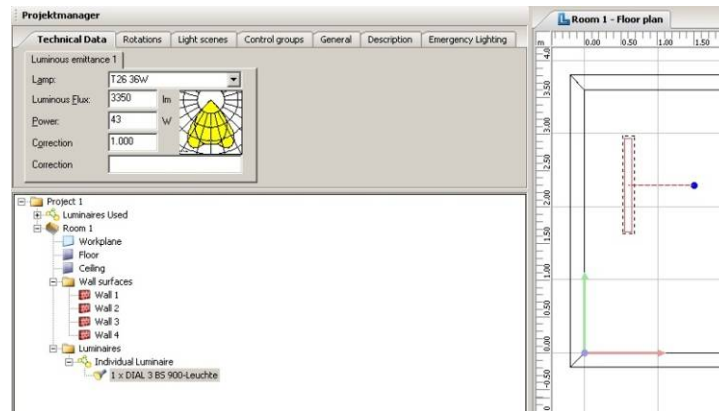 Projektmanager
Technical Data Rotations Light scenes Control groups General Description Emergency Lighting
Luminous emittance 1
Lamp: T26 36W
Luminous Flux: 3350 lm
Power: 43 W
Correction 1.000
Correction
Project 1
Luminaires Used
Room 1
Workplane
Floor
Ceiling
Wall surfaces
Wall 1
Wall 2
Wall 3
Wall 4
Luminaires
Individual Luminaire
1 x DIAL 3 BS 900-Leuchte
Room 1 - Floor plan
m 0.00 0.50 1.00 1.50
4.0
3.50
3.00
2.50
2.00
1.50
1.00
0.50
0.00
-0.50